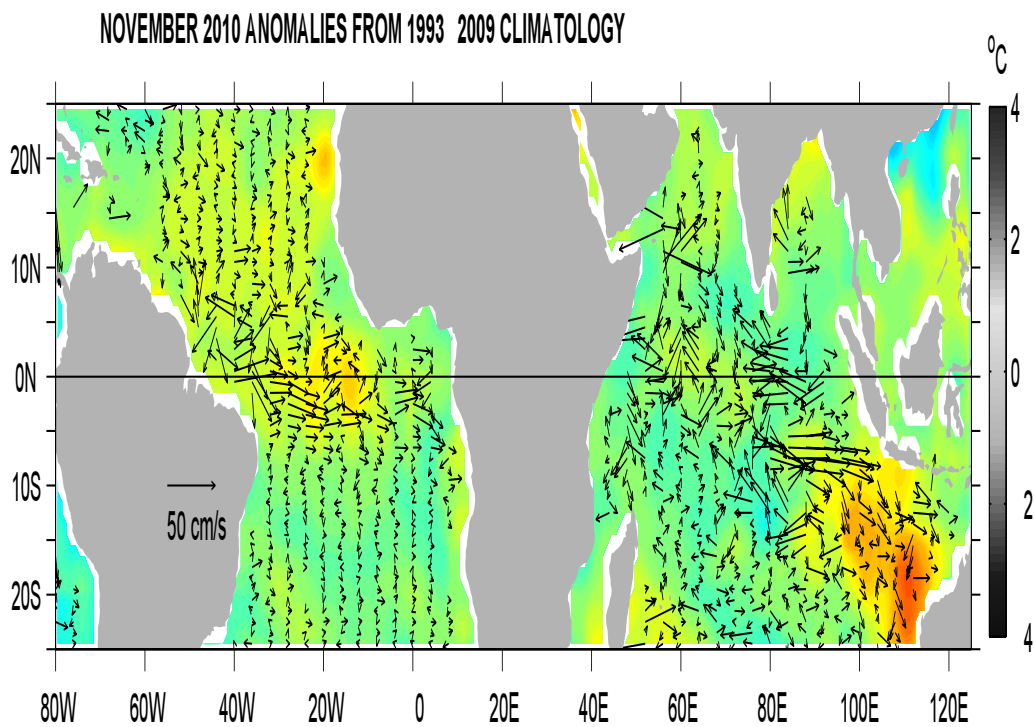 NOVEMBER 2010 ANOMALIES FROM 1993 2009 CLIMATOLOGY
°C
4
2
0
2
4
20N
10N
0N
10S
20S
50 cm/s
80W 60W 40W 20W 0 20E 40E 60E 80E 100E 120E